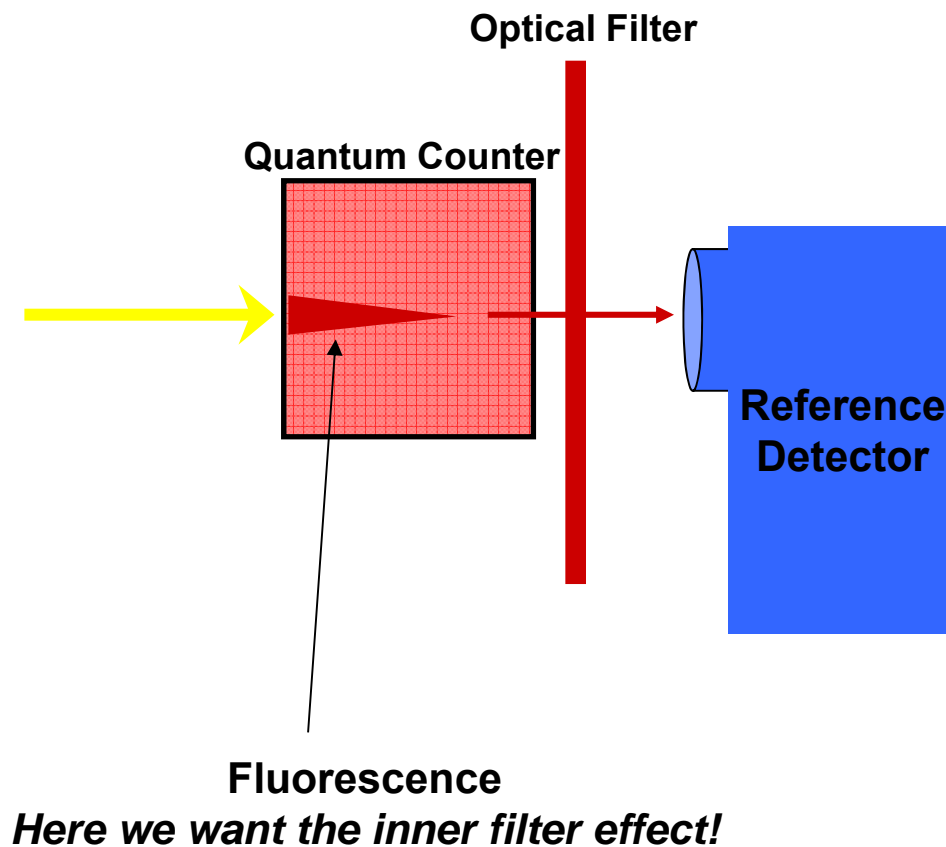 Optical Filter
Quantum Counter
Reference
Detector
Fluorescence
Here we want the inner filter effect!